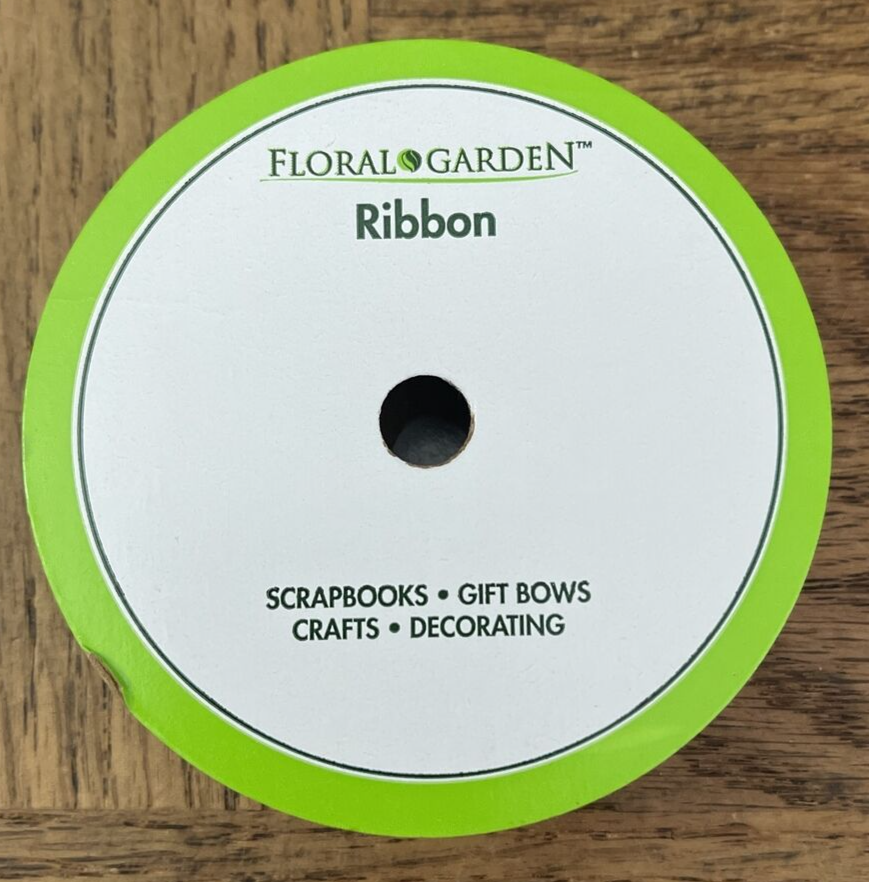 FLORAL GARDEN™
Ribbon
SCRAPBOOKS • GIFT BOWS
CRAFTS • DECORATING